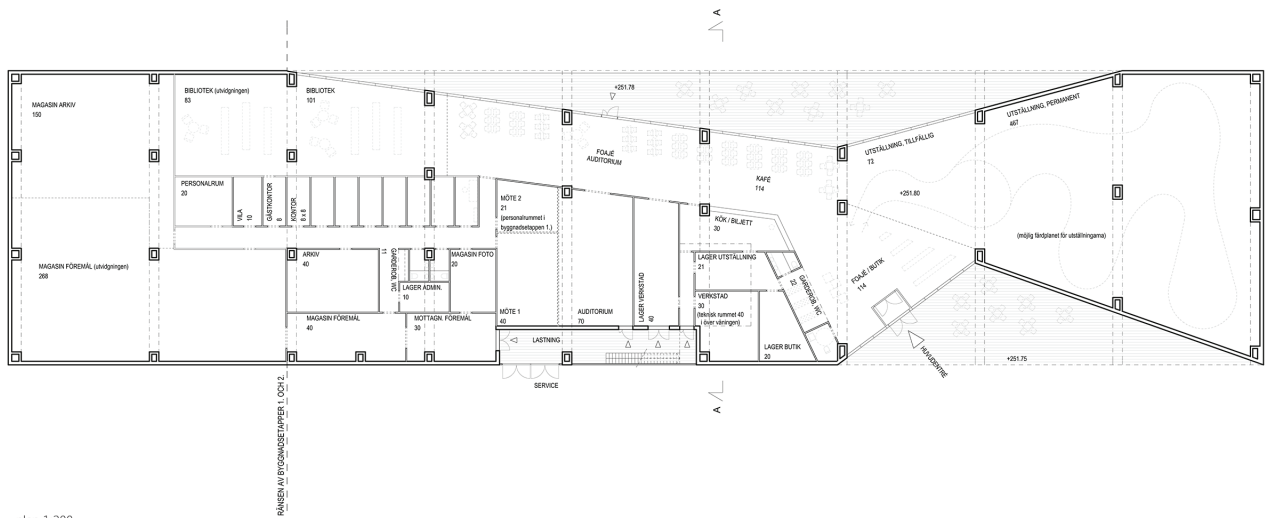 A
MAGASIN ARKIV
150
BIBLIOTEK (utvidgningen)
83
BIBLIOTEK
101
+251.78
UTSTÄLLNING, PERMANENT
467
UTSTÄLLNING, TILLFÄLLIG
72
FOAJÉ
AUDITORIUM
KAFÉ
114
+251.80
PERSONALRUM
20
VILA
10
GÄSTKONTOR
8
KONTOR
8 x 8
MÖTE 2
21
(personalrummet i
byggnadsetappen 1.)
KÖK / BILJETT
30
(möjlig färdplanet för utställningarna)
MAGASIN FÖREMÅL (utvidgningen)
268
ARKIV
40
GARDEROB, WC
11
MAGASIN FOTO
20
LAGER ADMIN.
10
LAGER UTSTÄLLNING
21
GARDEROB, WC
22
FOAJÉ / BUTIK
114
MAGASIN FÖREMÅL
40
MOTTAGN. FÖREMÅL
30
MÖTE 1
40
AUDITORIUM
70
LAGER VERKSTAD
40
VERKSTAD
30
(teknisk rummet 40
i över våningen)
LAGER BUTIK
20
LASTNING
SERVICE
HUVUDENTRÉ
+251.75
A
RÄNSEN AV BYGGNADSETAPPER 1. OCH 2.